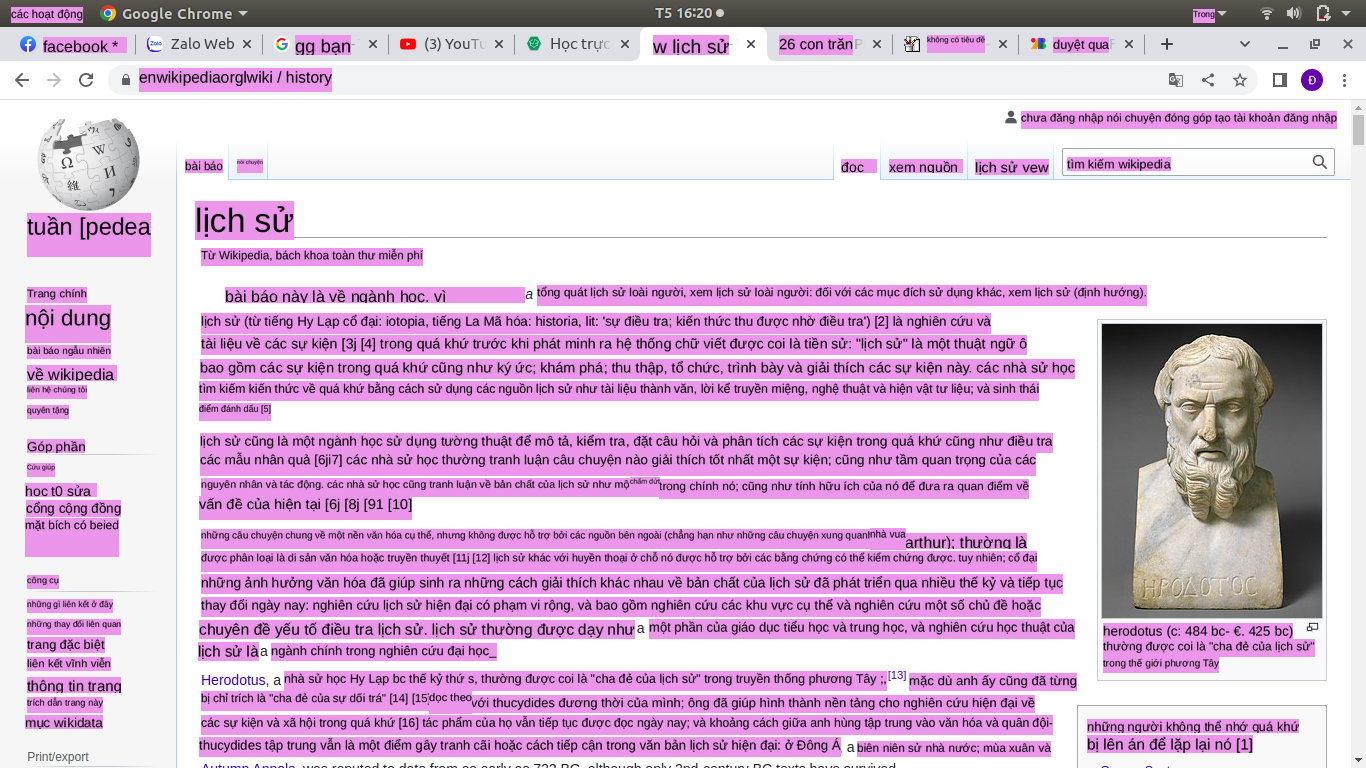 các hoạt động
Google Chrome
T5 16:20
Trong
facebook *
Zalo Web
gg bạn
(3) YouTu
Học trực
w lịch sử
26 con trăn
không có tiêu đề
duyệt qua
enwikipediaorglwiki / history
Đ
chưa đăng nhập nói chuyện đóng góp tạo tài khoản đăng nhập
bài báo
nói chuyện
đọc
xem nguồn
lịch sử vew
tìm kiếm wikipedia
tuần [pedea
lịch sử
Từ Wikipedia, bách khoa toàn thư miễn phí
bài báo này là về ngành học. vì a tổng quát lịch sử loài người, xem lịch sử loài người: đối với các mục đích sử dụng khác, xem lịch sử (định hướng).
Trang chính
nội dung
bài báo ngẫu nhiên
về wikipedia
liên hệ chúng tôi
quyên tặng
Góp phần
Cứu giúp
học t0 sửa
cổng cộng đồng
mặt bích có beied
công cụ
những gì liên kết ở đây
những thay đổi liên quan
trang đặc biệt
liên kết vĩnh viễn
thông tin trang
trích dẫn trang này
mục wikidata
Print/export
lịch sử (từ tiếng Hy Lạp cổ đại: iotopia, tiếng La Mã hóa: historia, lit: 'sự điều tra; kiến thức thu được nhờ điều tra') [2] là nghiên cứu và
tài liệu về các sự kiện [3j [4] trong quá khứ trước khi phát minh ra hệ thống chữ viết được coi là tiền sử: "lịch sử" là một thuật ngữ ô
bao gồm các sự kiện trong quá khứ cũng như ký ức; khám phá; thu thập, tổ chức, trình bày và giải thích các sự kiện này. các nhà sử học
tìm kiếm kiến thức về quá khứ bằng cách sử dụng các nguồn lịch sử như tài liệu thành văn, lời kể truyền miệng, nghệ thuật và hiện vật tư liệu; và sinh thái
điểm đánh dấu [5]
lịch sử cũng là một ngành học sử dụng tường thuật để mô tả, kiểm tra, đặt câu hỏi và phân tích các sự kiện trong quá khứ cũng như điều tra
các mẫu nhân quả [6ji7] các nhà sử học thường tranh luận câu chuyện nào giải thích tốt nhất một sự kiện; cũng như tầm quan trọng của các
nguyên nhân và tác động. các nhà sử học cũng tranh luận về bản chất của lịch sử như một chấm dứt trong chính nó; cũng như tính hữu ích của nó để đưa ra quan điểm về
vấn đề của hiện tại [6j [8j [91 [10]
những câu chuyện chung về một nền văn hóa cụ thể, nhưng không được hỗ trợ bởi các nguồn bên ngoài (chẳng hạn như những câu chuyện xung quanh nhà vua arthur); thường là
được phân loại là di sản văn hóa hoặc truyền thuyết [11j [12] lịch sử khác với huyền thoại ở chỗ nó được hỗ trợ bởi các bằng chứng có thể kiểm chứng được. tuy nhiên; cổ đại
những ảnh hưởng văn hóa đã giúp sinh ra những cách giải thích khác nhau về bản chất của lịch sử đã phát triển qua nhiều thế kỷ và tiếp tục
thay đổi ngày nay: nghiên cứu lịch sử hiện đại có phạm vi rộng, và bao gồm nghiên cứu các khu vực cụ thể và nghiên cứu một số chủ đề hoặc
chuyên đề yếu tố điều tra lịch sử. lịch sử thường được dạy như a một phần của giáo dục tiểu học và trung học, và nghiên cứu học thuật của
lịch sử là a ngành chính trong nghiên cứu đại học_
Herodotus, a nhà sử học Hy Lạp bc thế kỷ thứ s, thường được coi là "cha đẻ của lịch sử" trong truyền thống phương Tây ;, [13] mặc dù anh ấy cũng đã từng
bị chỉ trích là "cha đẻ của sự dối trá" [14] [15] dọc theo với thucydides đương thời của mình; ông đã giúp hình thành nền tảng cho nghiên cứu hiện đại về
các sự kiện và xã hội trong quá khứ [16] tác phẩm của họ vẫn tiếp tục được đọc ngày nay; và khoảng cách giữa anh hùng tập trung vào văn hóa và quân đội-
thucydides tập trung vẫn là một điểm gây tranh cãi hoặc cách tiếp cận trong văn bản lịch sử hiện đại: ở Đông Á, a biên niên sử nhà nước; mùa xuân và
Autumn Annals, was reputed to date from as early as 722 BC, although only 2nd-century BC texts have survived.
ΗΡΟΔΟΤΟΣ
herodotus (c: 484 bc- €. 425 bc)
thường được coi là "cha đẻ của lịch sử"
trong thế giới phương Tây
những người không thể nhớ quá khứ
bị lên án để lặp lại nó [1]